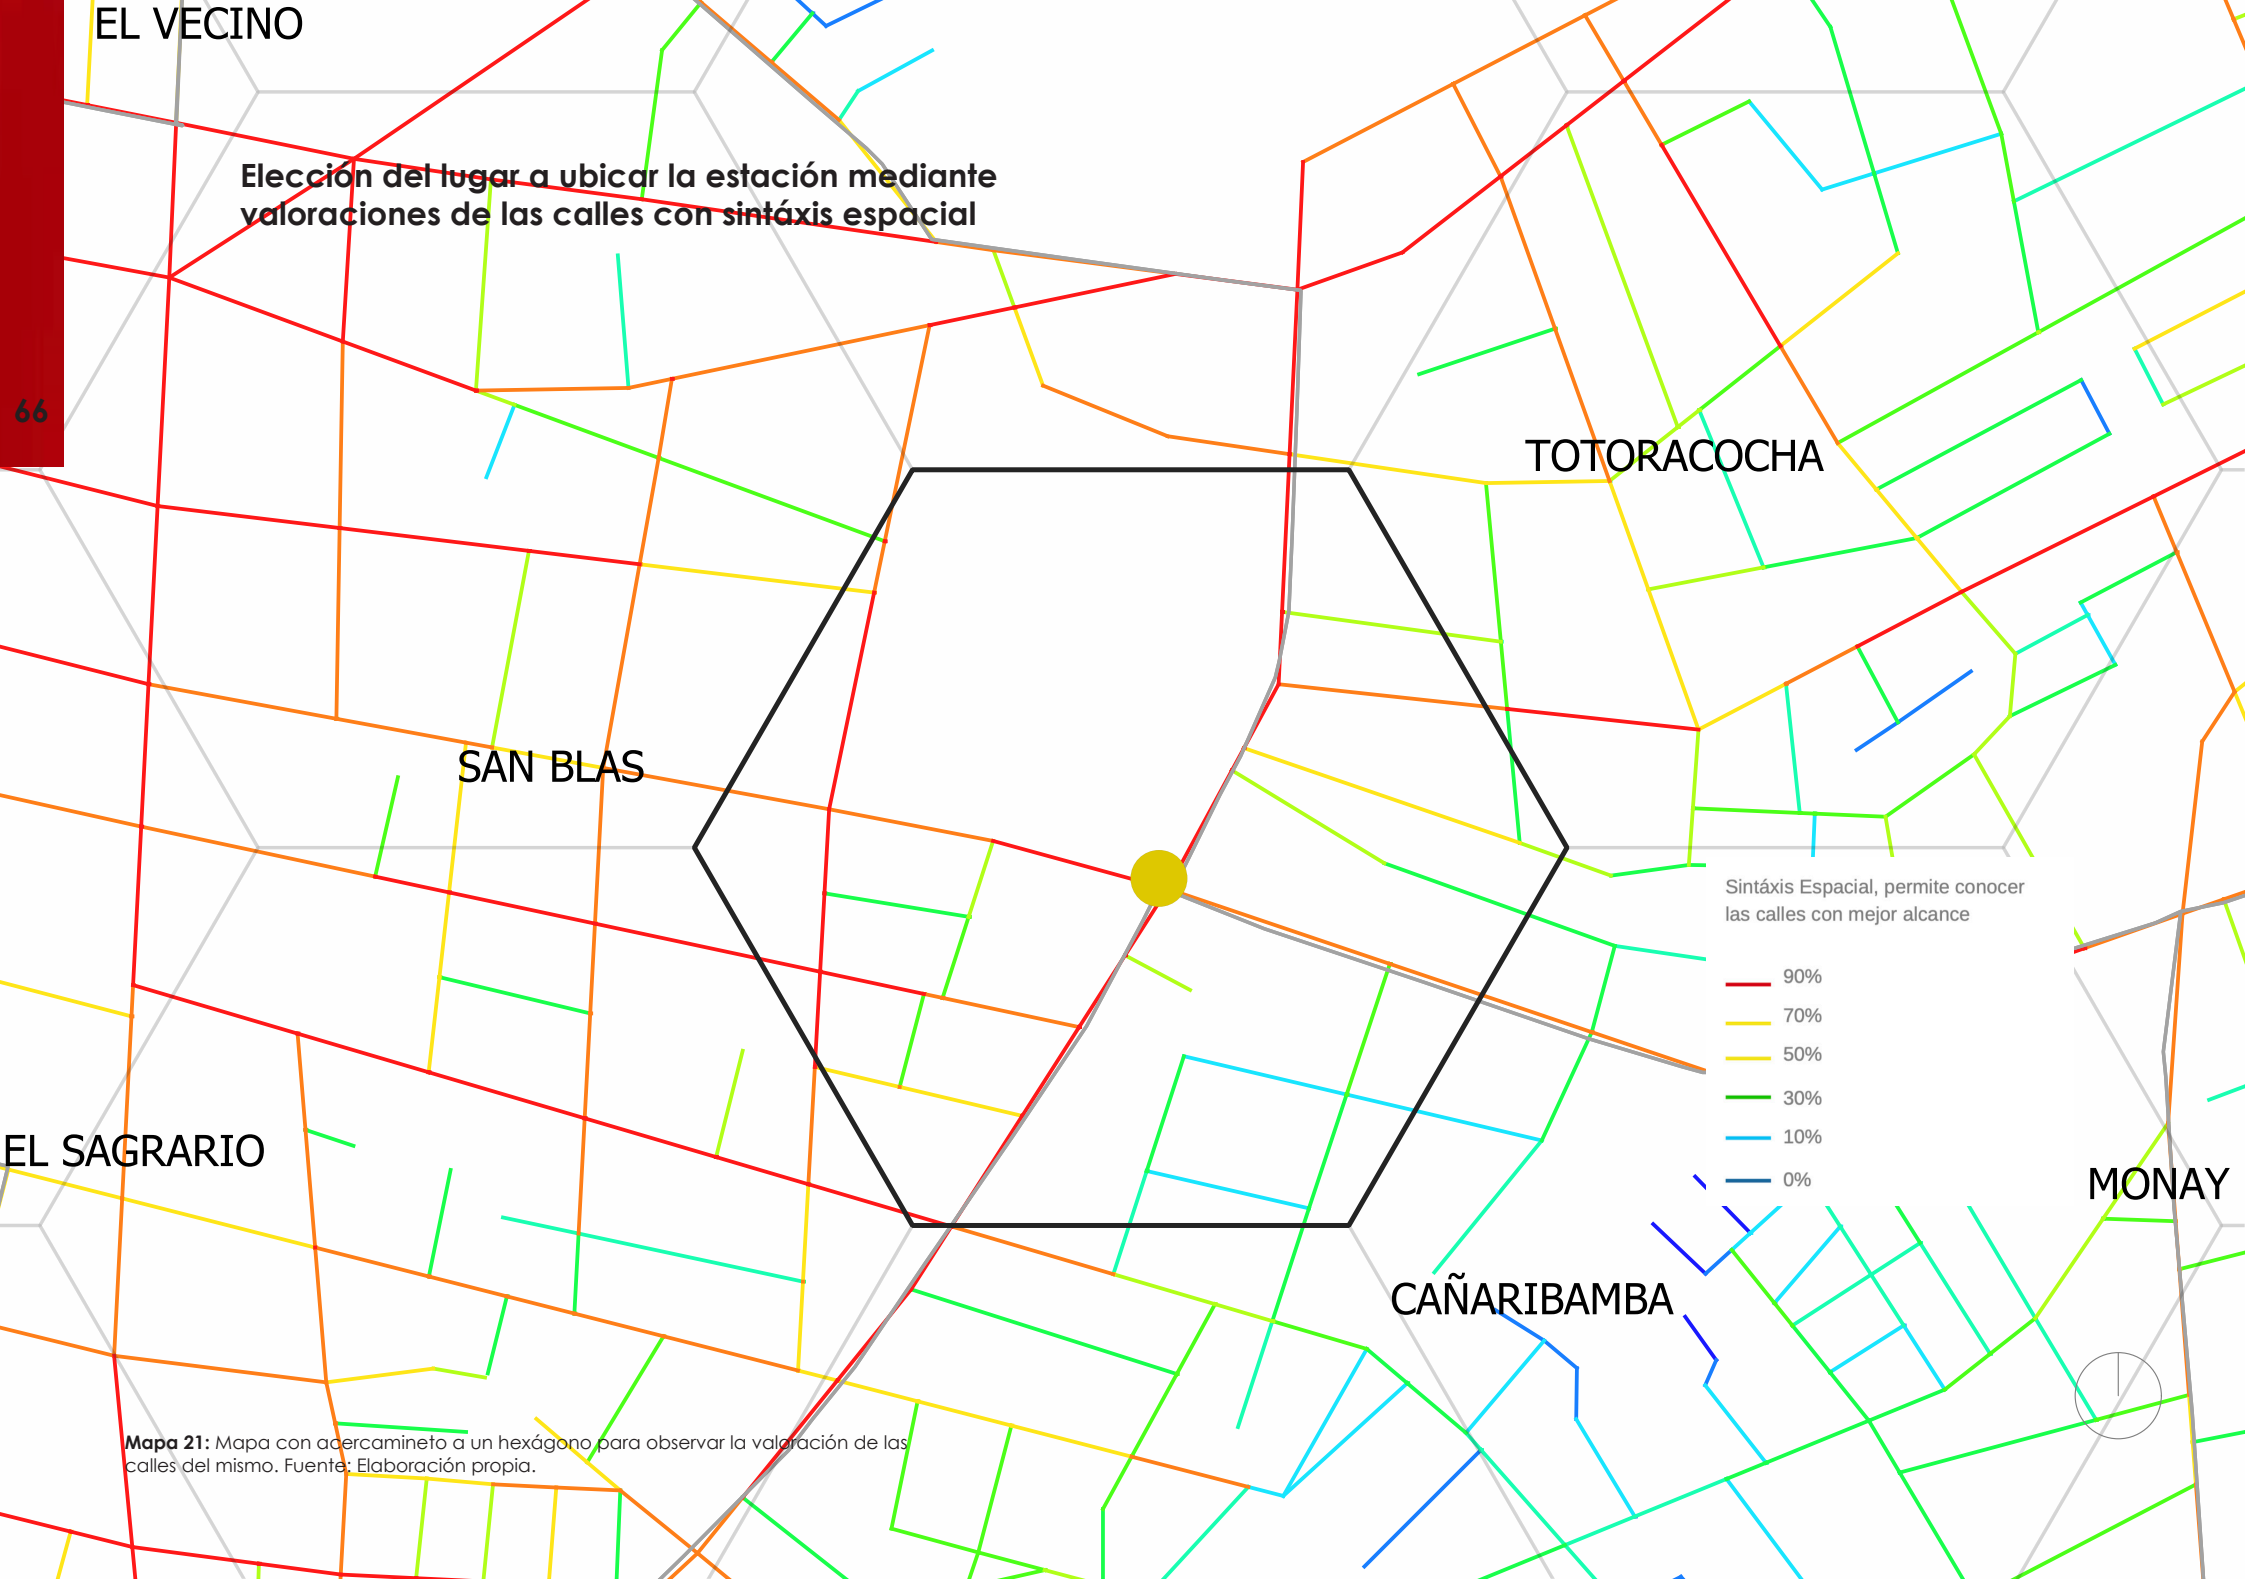 EL VECINO
Elección del lugar a ubicar la estación mediante
valoraciones de las calles con sintáxis espacial
66
TOTORACOCHA
SAN BLAS
Sintáxis Espacial, permite conocer
las calles con mejor alcance
90%
70%
50%
30%
10%
0%
EL SAGRARIO
MONAY
CAÑARIBAMBA
Mapa 21: Mapa con acercamineto a un hexágono para observar la valoración de las
calles del mismo. Fuente: Elaboración propia.